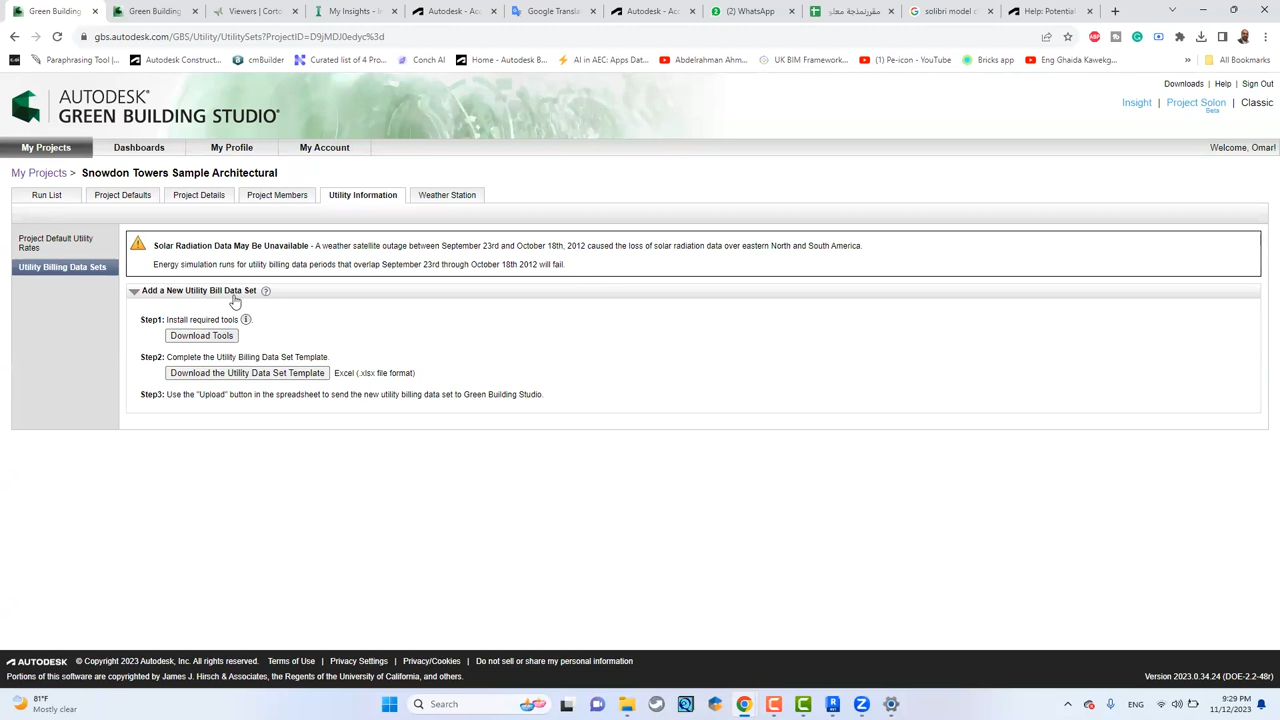 Green Building
Green Building
Viewers | Corto
My Insights - In
Autodesk - Acc
Google Transla
Autodesk - Acc
(2) WhatsApp
solibri model c
Help: Potential
gbs.autodesk.com/GBS/Utility/UtilitySets?ProjectID=D9jMDJ0edyc%3d
Paraphrasing Tool |...
Autodesk Construct...
cmBuilder
Curated list of 4 Pro...
Conch AI
Home - Autodesk C...
AI in AEC: Apps Dat...
Abdelrahman Ahm...
UK BIM Framework...
(1) Pe-icon - YouTube
Bricks app
Eng Ghaida Kawekg...
»
All Bookmarks
AUTODESK®
GREEN BUILDING STUDIO®
Downloads | Help | Sign Out
Insight | Project Solon | Classic
Beta
My Projects
Dashboards
My Profile
My Account
Welcome, Omar!
My Projects > Snowdon Towers Sample Architectural
Run List
Project Defaults
Project Details
Project Members
Utility Information
Weather Station
Project Default Utility
Rates
Utility Billing Data Sets
Solar Radiation Data May Be Unavailable - A weather satellite outage between September 23rd and October 18th, 2012 caused the loss of solar radiation data over eastern North and South America.
Energy simulation runs for utility billing data periods that overlap September 23rd through October 18th 2012 will fail.
Add a New Utility Bill Data Set
Step1: Install required tools
Download Tools
Step2: Complete the Utility Billing Data Set Template.
Download the Utility Data Set Template
Excel (.xlsx file format)
Step3: Use the "Upload" button in the spreadsheet to send the new utility billing data set to Green Building Studio.
AUTODESK
© Copyright 2023 Autodesk, Inc. All rights reserved.
Terms of Use | Privacy Settings | Privacy/Cookies | Do not sell or share my personal information
Portions of this software are copyrighted by James J. Hirsch & Associates, the Regents of the University of California, and others.
Version 2023.0.34.24 (DOE-2.2-48r)
81°F
Mostly clear
Search
ENG
9:29 PM
11/12/2023